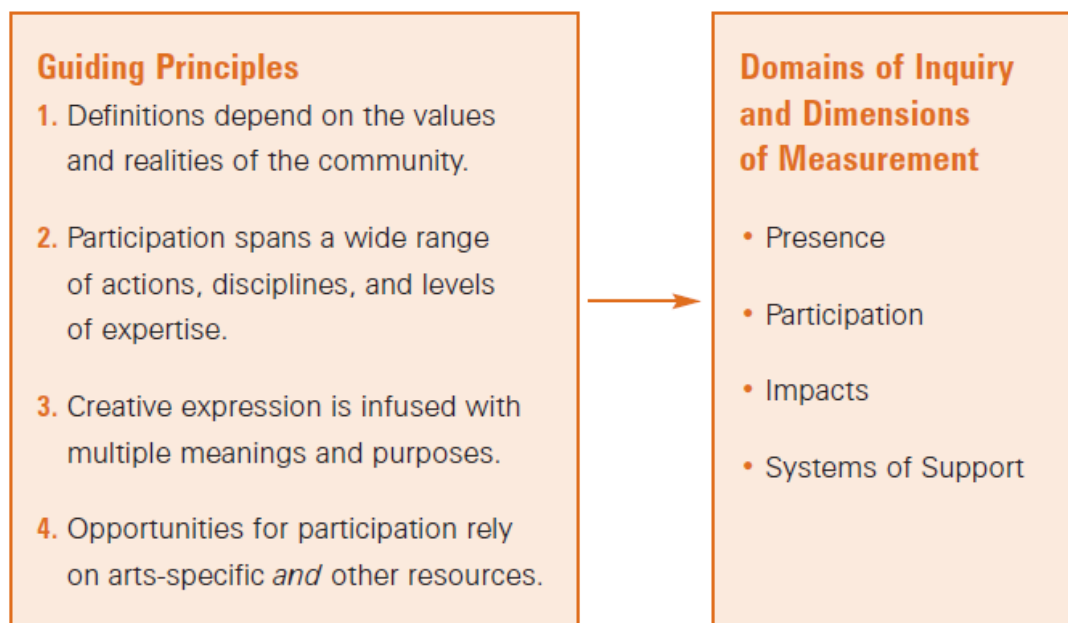 Guiding Principles
1. Definitions depend on the values
and realities of the community.
2. Participation spans a wide range
of actions, disciplines, and levels
of expertise.
3. Creative expression is infused with
multiple meanings and purposes.
4. Opportunities for participation rely
on arts-specific and other resources.
Domains of Inquiry
and Dimensions
of Measurement
• Presence
• Participation
• Impacts
• Systems of Support